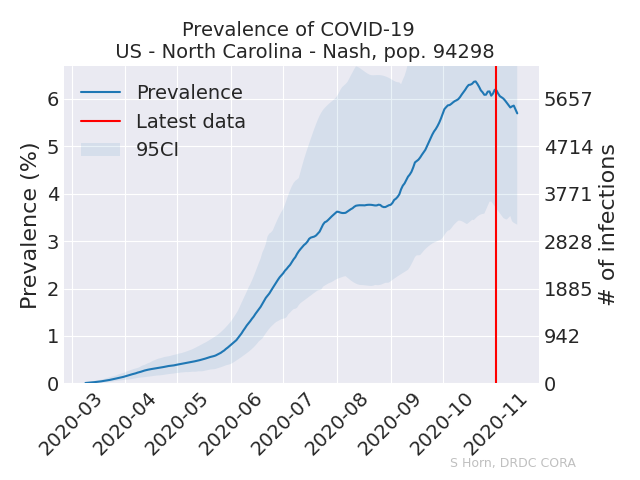 Prevalence of COVID-19
US - North Carolina - Nash, pop. 94298
Prevalence
Latest data
95CI
Prevalence (%)
6
5
4
3
2
1
0
5657
4714
3771
2828
1885
942
0
# of infections
2020-03
2020-04
2020-05
2020-06
2020-07
2020-08
2020-09
2020-10
2020-11
S Horn, DRDC CORA